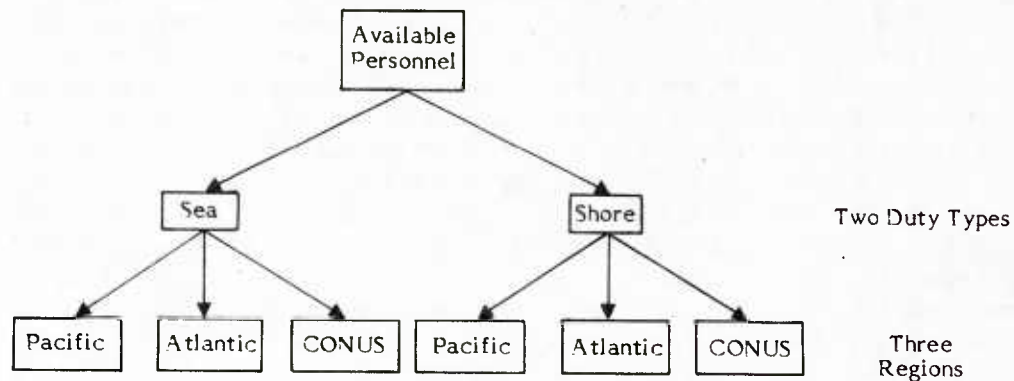 Available
Personnel
Sea
Shore
Two Duty Types
Pacific
Atlantic
CONUS
Pacific
Atlantic
CONUS
Three
Regions